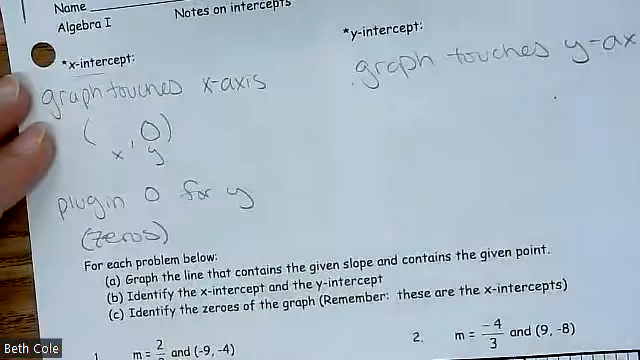 Name
Algebra I
Notes on intercepts
*x-intercept:
graph touches x-axis
( , 0)
x y
plug in 0 for y
(zeros)
*y-intercept:
graph touches y-ax
For each problem below:
(a) Graph the line that contains the given slope and contains the given point.
(b) Identify the x-intercept and the y-intercept
(c) Identify the zeroes of the graph (Remember: these are the x-intercepts)
1. m = 2 and (-9, -4)
2. m = -4/3 and (9, -8)
Beth Cole